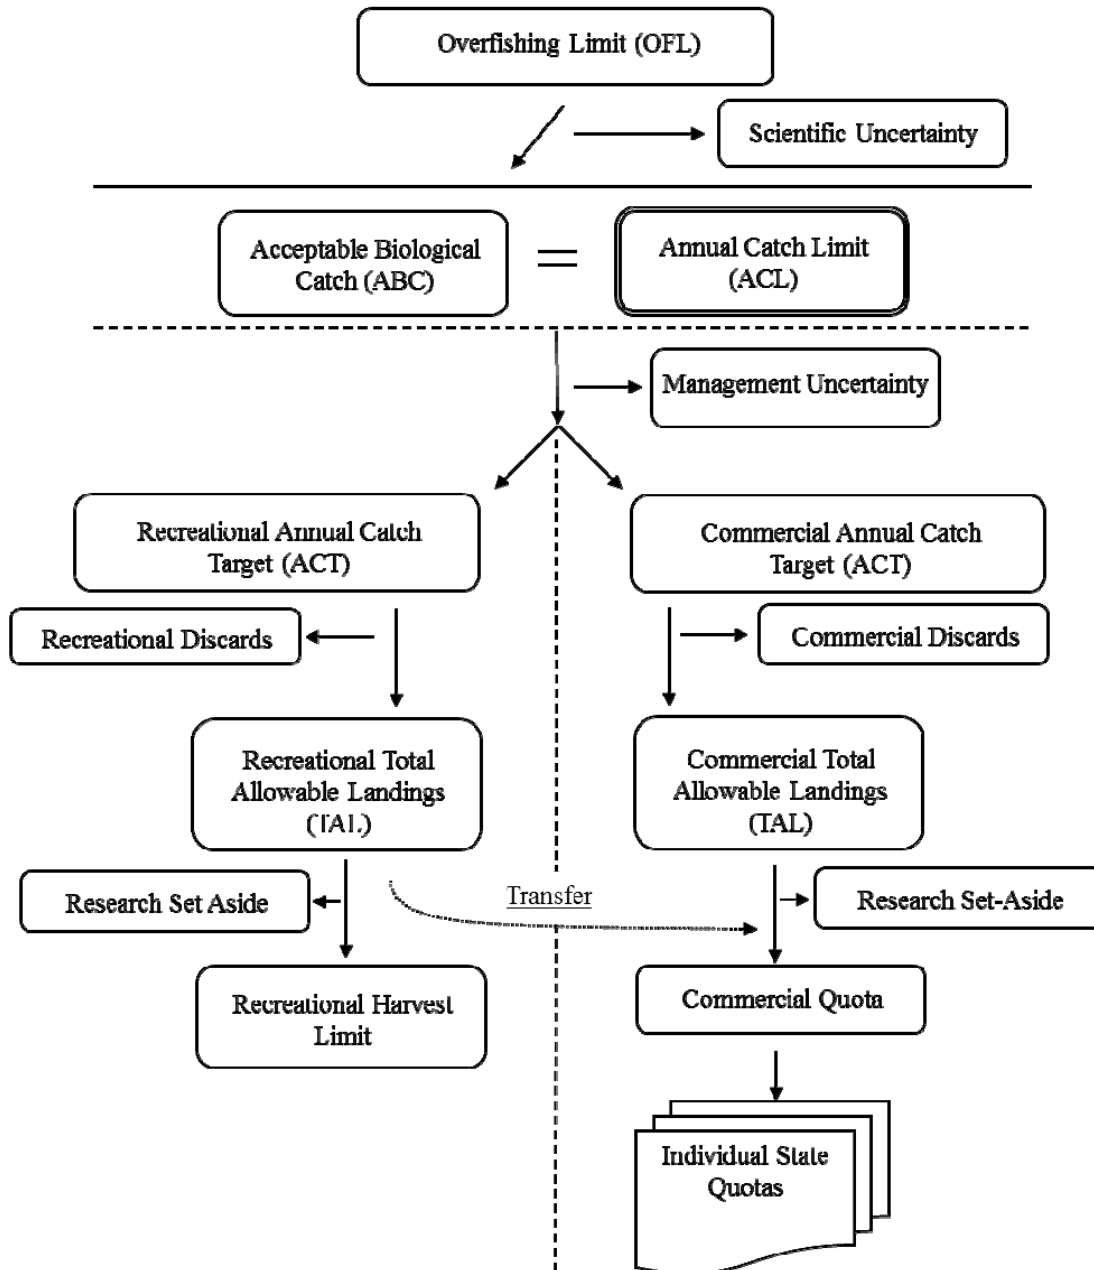 Overfishing Limit (OFL)
Scientific Uncertainty
Acceptable Biological
Catch (ABC)
=
Annual Catch Limit
(ACL)
Management Uncertainty
Recreational Annual Catch
Target (ACT)
Commercial Annual Catch
Target (ACT)
Recreational Discards
Commercial Discards
Recreational Total
Allowable Landings
(TAL)
Commercial Total
Allowable Landings
(TAL)
Research Set Aside
Transfer
Research Set-Aside
Recreational Harvest
Limit
Commercial Quota
Individual State
Quotas